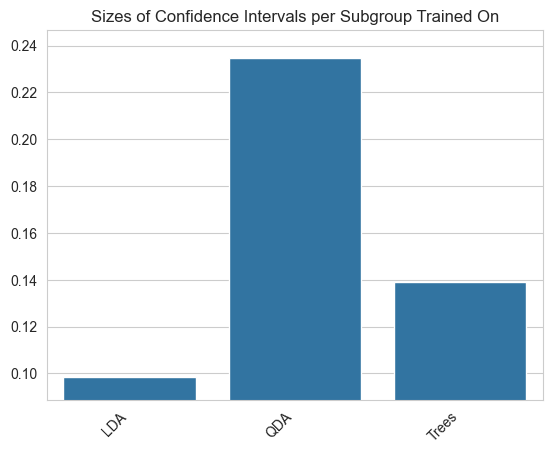 Sizes of Confidence Intervals per Subgroup Trained On
0.24
0.22
0.20
0.18
0.16
0.14
0.12
0.10
LDA
QDA
Trees